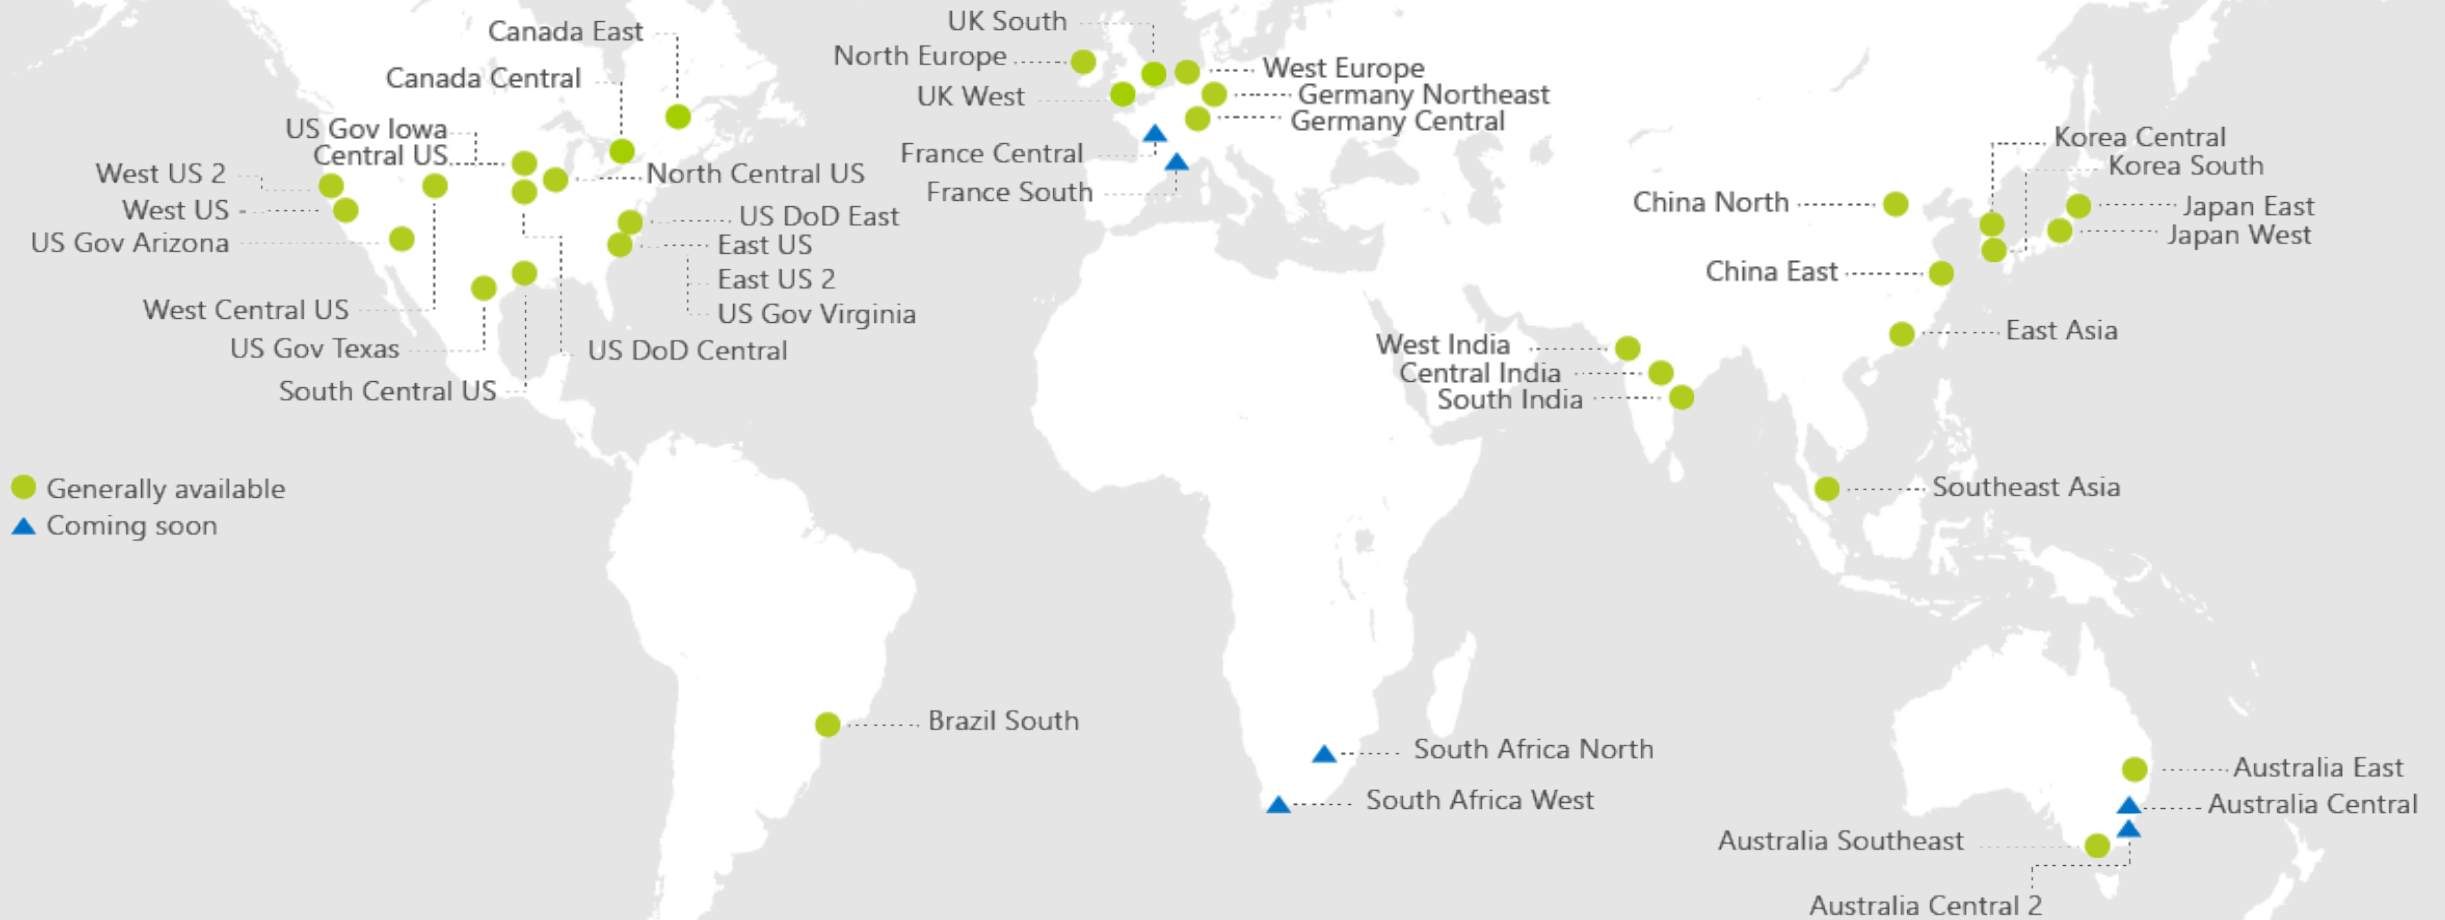 Canada East
Canada Central
US Gov Iowa
Central US
West US 2
West US
US Gov Arizona
West Central US
US Gov Texas
South Central US
North Central US
US DoD East
East US
East US 2
US Gov Virginia
US DoD Central
UK South
North Europe
UK West
West Europe
Germany Northeast
Germany Central
France Central
France South
Korea Central
Korea South
China North
Japan East
Japan West
China East
East Asia
West India
Central India
South India
Southeast Asia
Generally available
Coming soon
Brazil South
South Africa North
South Africa West
Australia East
Australia Central
Australia Southeast
Australia Central 2